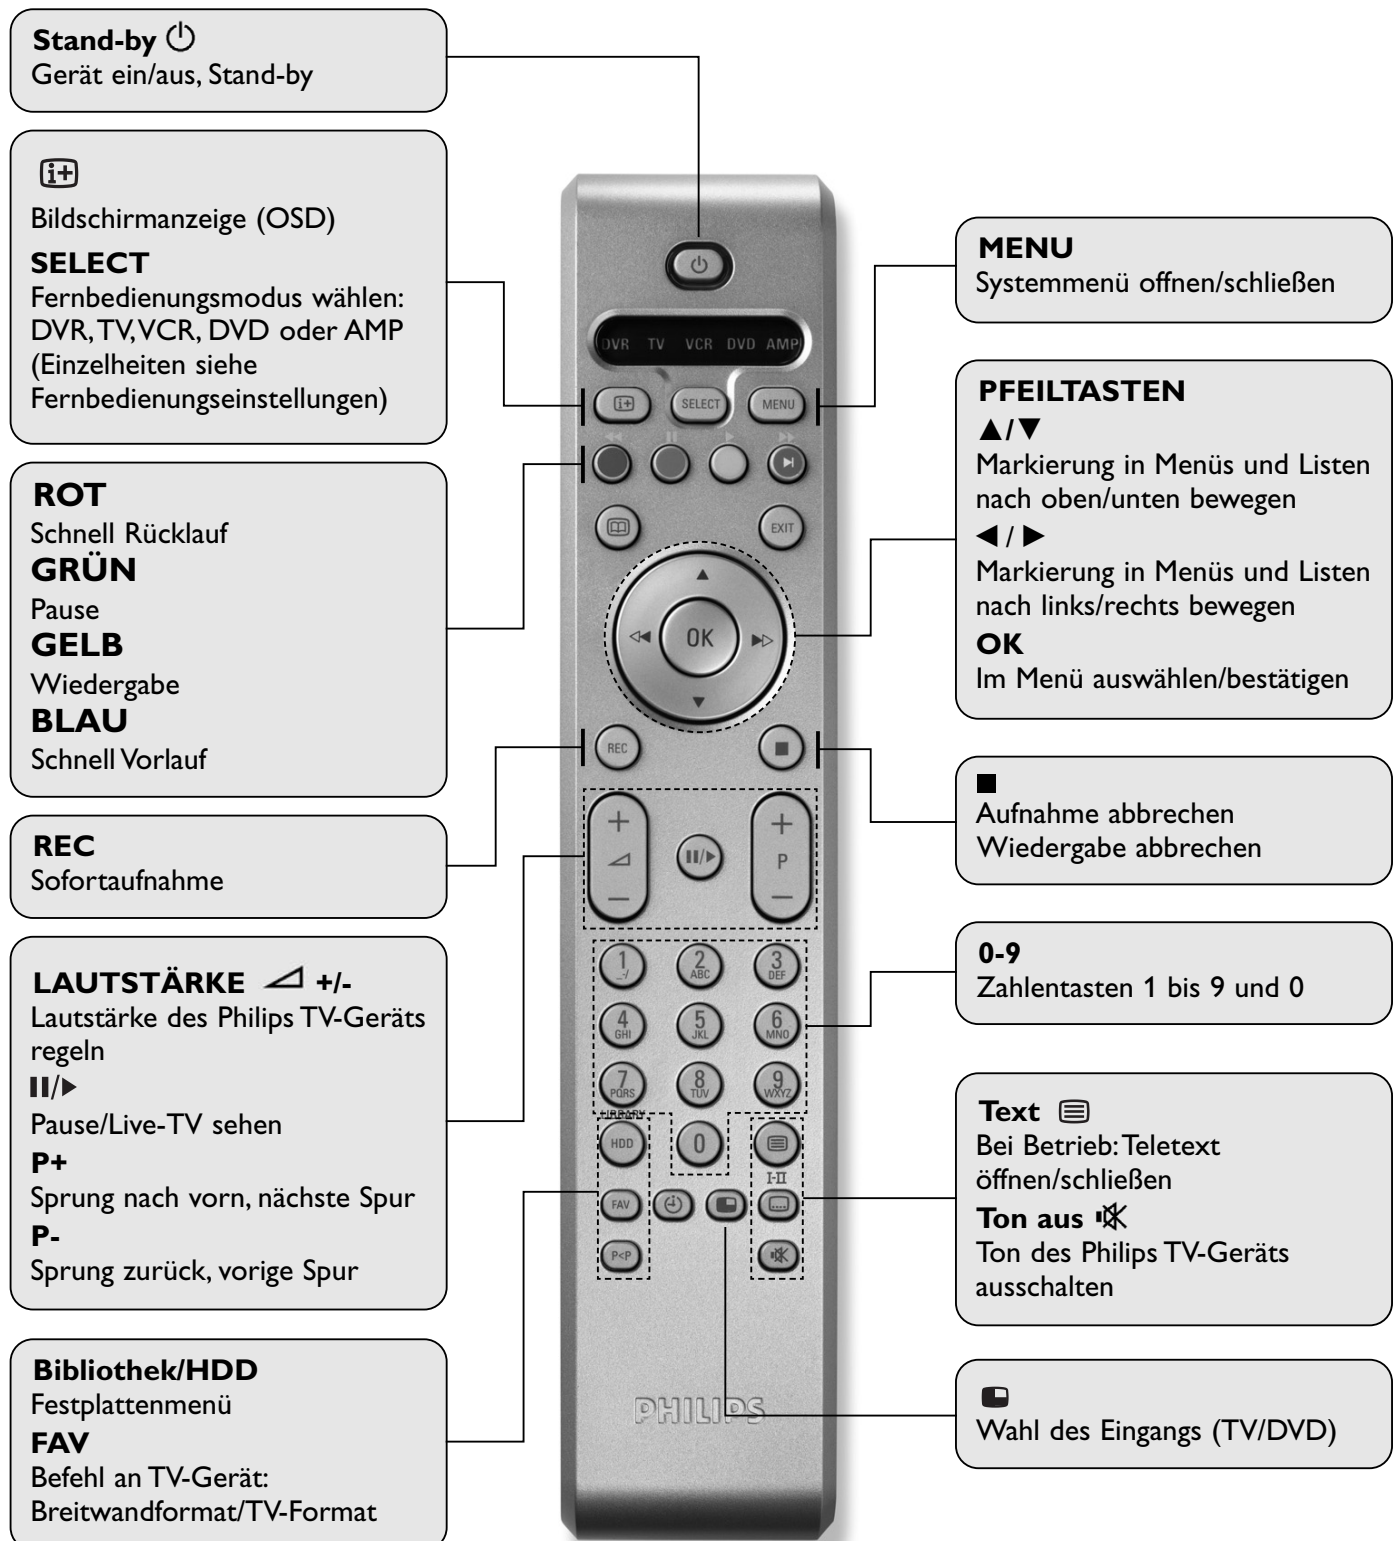 Stand-by
Gerät ein/aus, Stand-by
i+
Bildschirmanzeige (OSD)
SELECT
Fernbedienungsmodus wählen:
DVR, TV, VCR, DVD oder AMP
(Einzelheiten siehe
Fernbedienungseinstellungen)
ROT
Schnell Rücklauf
GRÜN
Pause
GELB
Wiedergabe
BLAU
Schnell Vorlauf
REC
Sofortaufnahme
LAUTSTÄRKE +/-
Lautstärke des Philips TV-Geräts
regeln
II/▶
Pause/Live-TV sehen
P+
Sprung nach vorn, nächste Spur
P-
Sprung zurück, vorige Spur
Bibliothek/HDD
Festplattenmenü
FAV
Befehl an TV-Gerät:
Breitwandformat/TV-Format
DVR TV VCR DVD AMP
i+ SELECT MENU
◀◀ II ▶ ▶▶
EXIT
▲
◁◀ OK ▶▷
▼
REC ■
+ +
II/▶ P
− −
1 _-/ 2 ABC 3 DEF
4 GHI 5 JKL 6 MNO
7 PQRS 8 TUV 9 WXYZ
LIBRARY
HDD 0
I-II
FAV
P<P
PHILIPS
MENU
Systemmenü offnen/schließen
PFEILTASTEN
▲/▼
Markierung in Menüs und Listen
nach oben/unten bewegen
◀ / ▶
Markierung in Menüs und Listen
nach links/rechts bewegen
OK
Im Menü auswählen/bestätigen
■
Aufnahme abbrechen
Wiedergabe abbrechen
0-9
Zahlentasten 1 bis 9 und 0
Text
Bei Betrieb: Teletext
öffnen/schließen
Ton aus
Ton des Philips TV-Geräts
ausschalten
Wahl des Eingangs (TV/DVD)